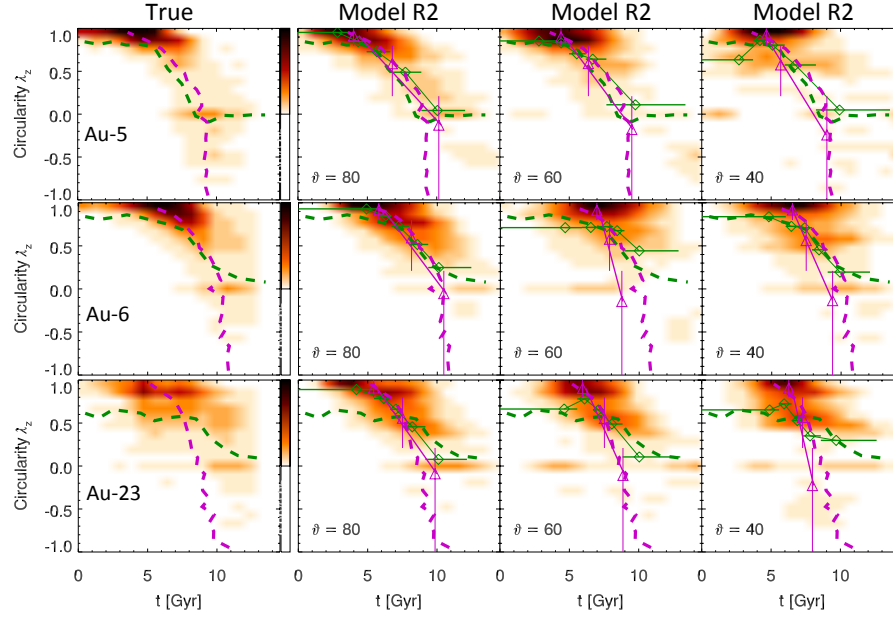 True Model R2 Model R2 Model R2
1.0
0.5
0.0
-0.5
-1.0
Circularity λz
Au-5
ϑ = 80 ϑ = 60 ϑ = 40
1.0
0.5
0.0
-0.5
-1.0
Circularity λz
Au-6
ϑ = 80 ϑ = 60 ϑ = 40
1.0
0.5
0.0
-0.5
-1.0
Circularity λz
Au-23
ϑ = 80 ϑ = 60 ϑ = 40
0 5 10 0 5 10 0 5 10 0 5 10
t [Gyr] t [Gyr] t [Gyr] t [Gyr]